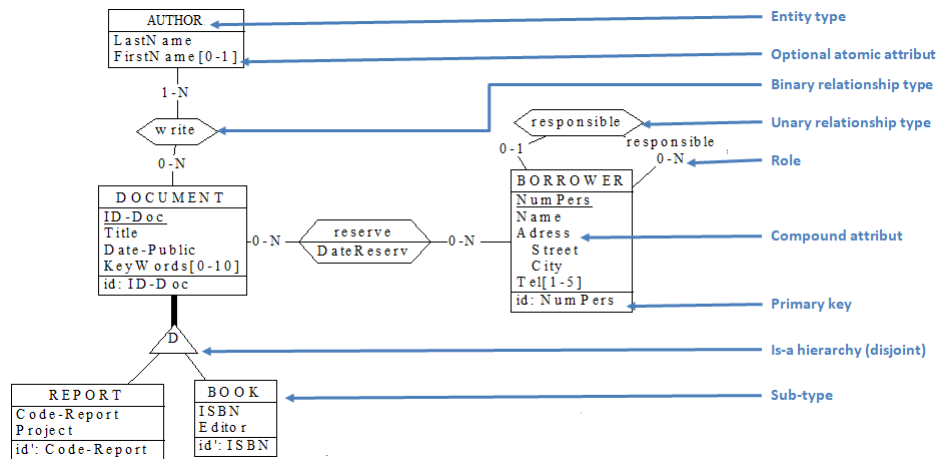 AUTHOR
LastName
FirstName[0-1]
1-N
write
0-N
DOCUMENT
ID-Doc
Title
Date-Public
KeyWords[0-10]
id: ID-Doc
0-N
reserve
DateReserv
0-N
responsible
0-1
responsible
0-N
BORROWER
NumPers
Name
Adress
Street
City
Tel[1-5]
id: NumPers
D
REPORT
Code-Report
Project
id': Code-Report
BOOK
ISBN
Editor
id': ISBN
Entity type
Optional atomic attribut
Binary relationship type
Unary relationship type
Role
Compound attribut
Primary key
Is-a hierarchy (disjoint)
Sub-type